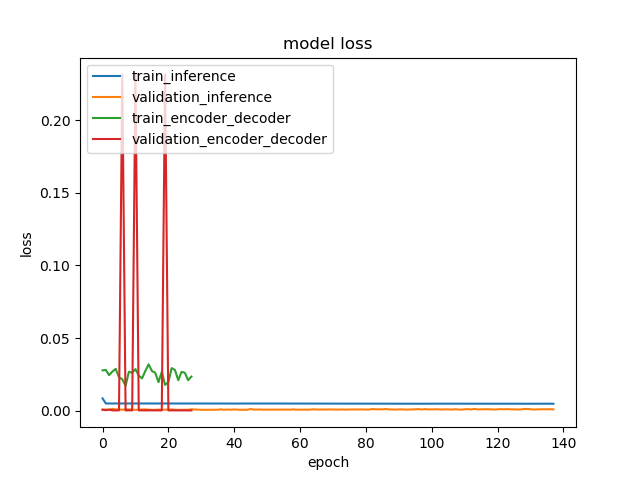 model loss
train_inference
validation_inference
train_encoder_decoder
validation_encoder_decoder
loss
0.20
0.15
0.10
0.05
0.00
0 20 40 60 80 100 120 140
epoch